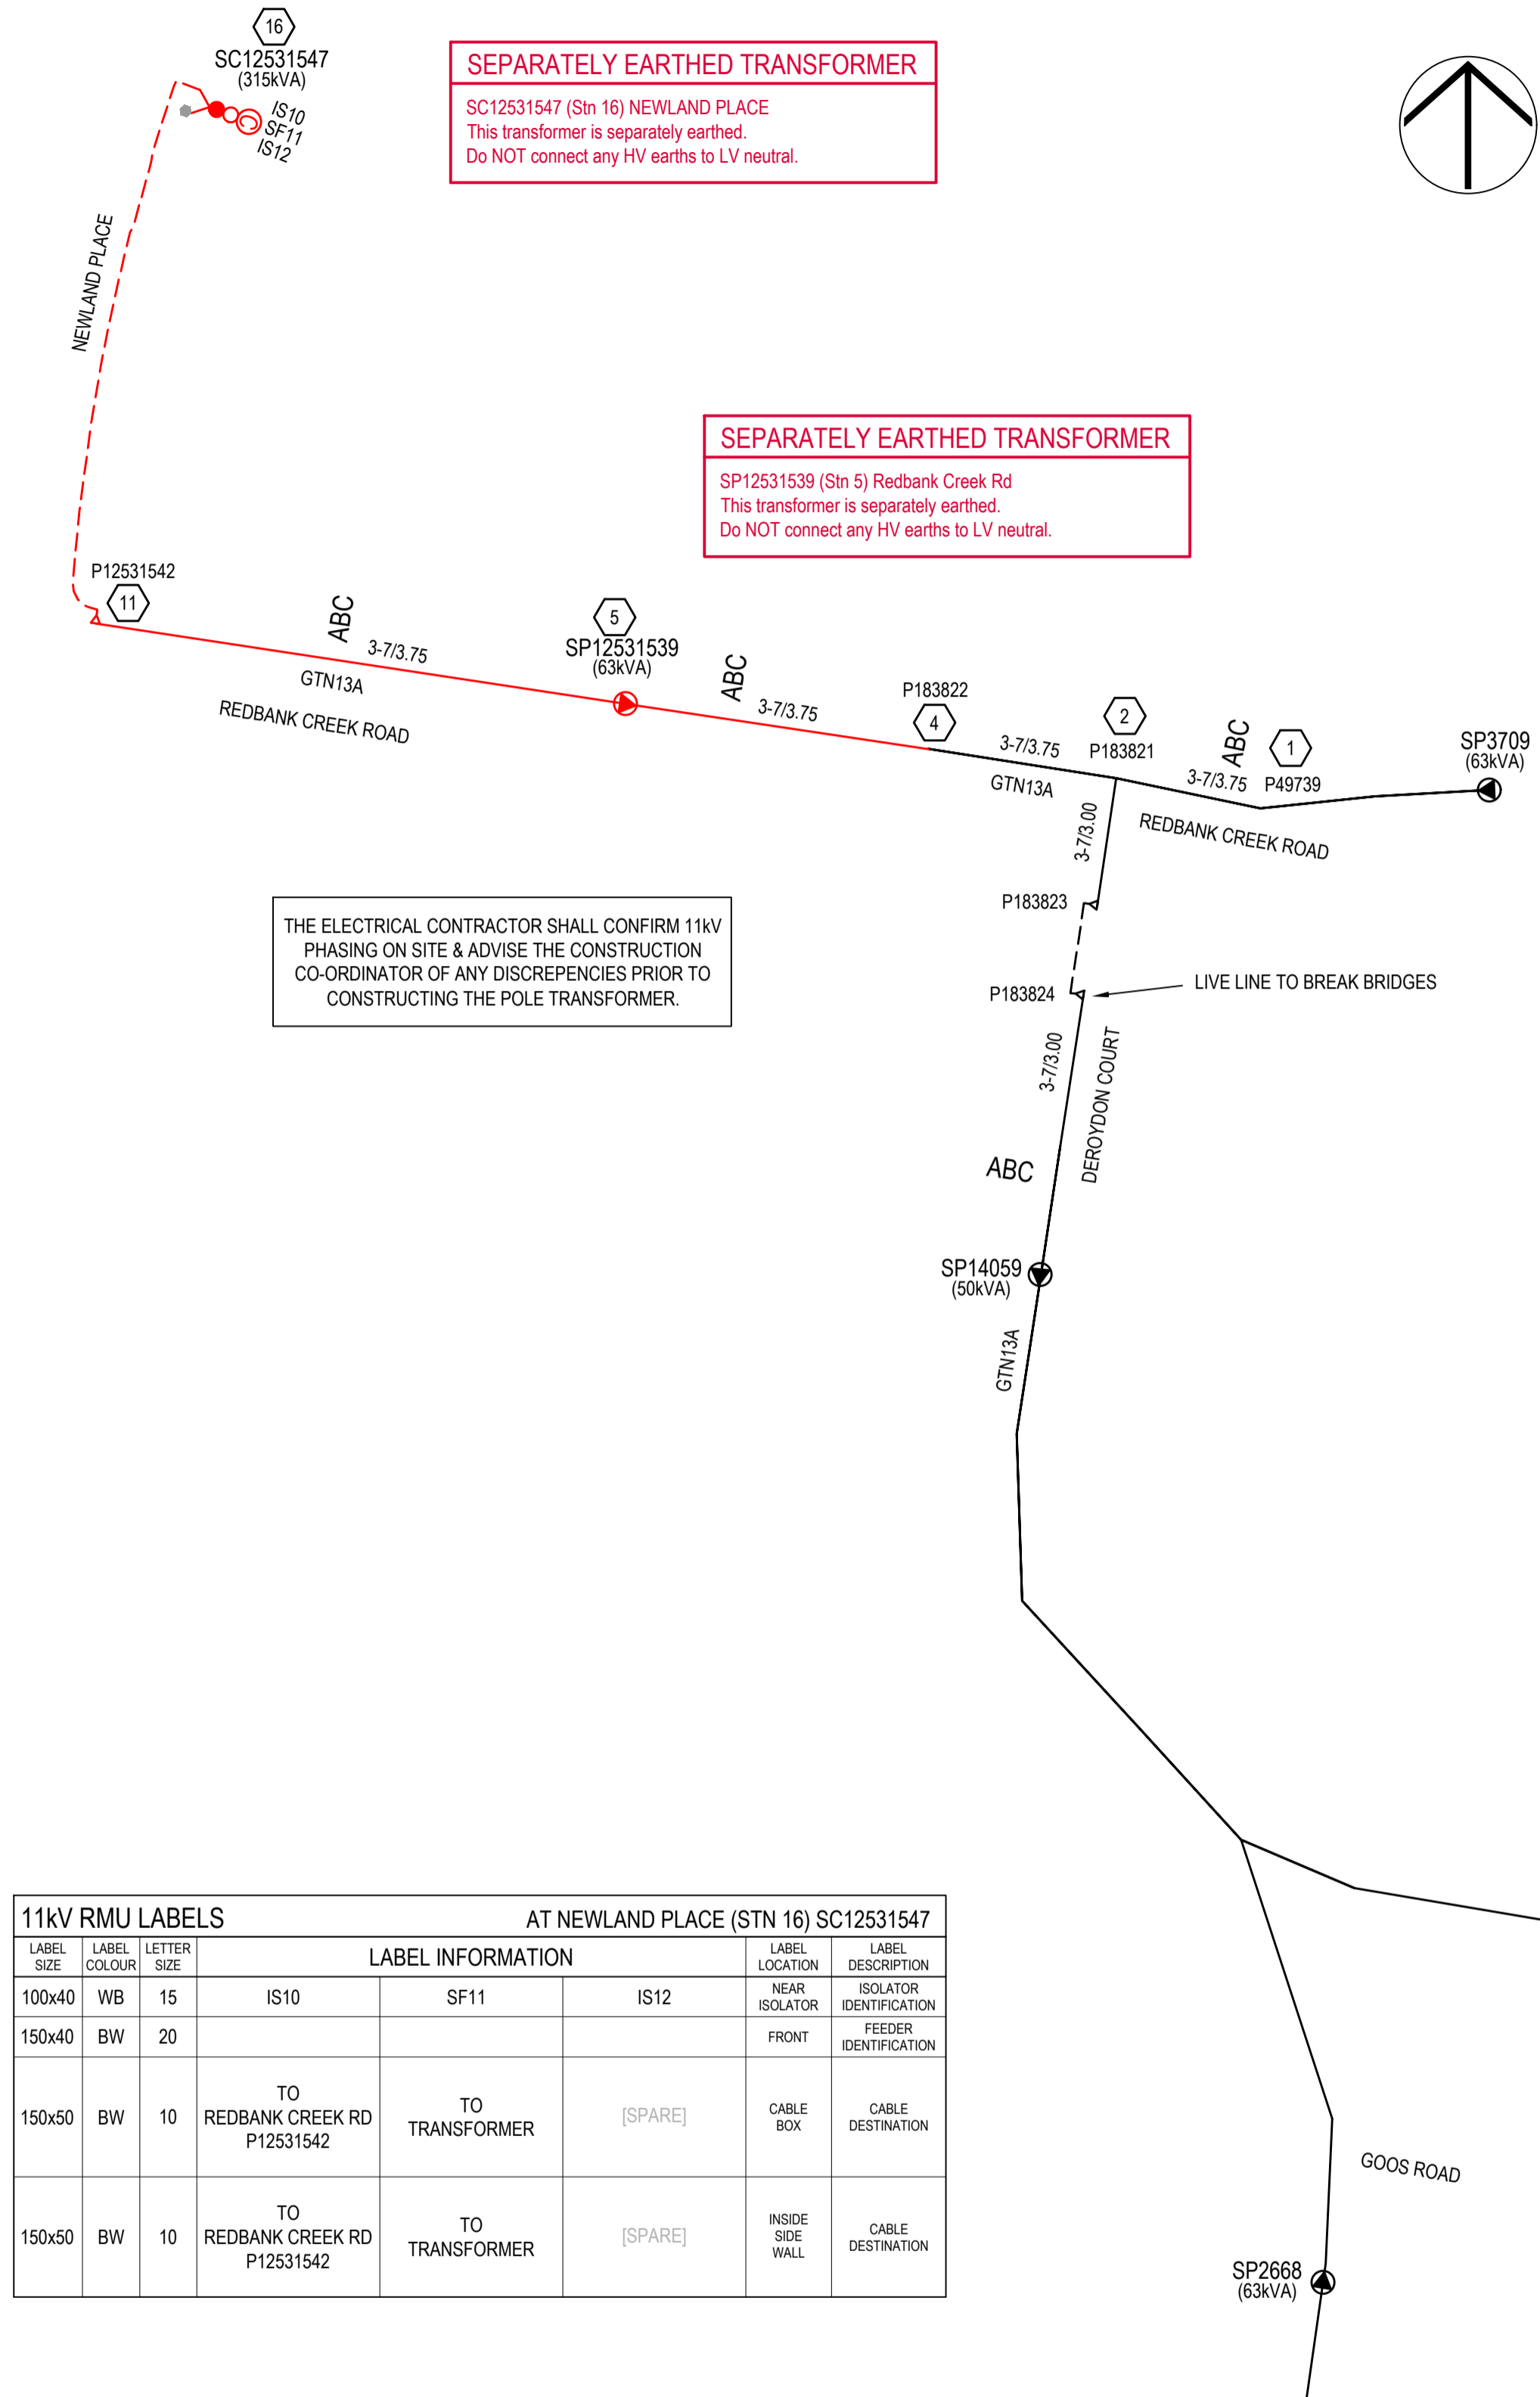 16
SC12531547
(315kVA)
IS10
SF11
IS12
SEPARATELY EARTHED TRANSFORMER
SC12531547 (Stn 16) NEWLAND PLACE
This transformer is separately earthed.
Do NOT connect any HV earths to LV neutral.
NEWLAND PLACE
SEPARATELY EARTHED TRANSFORMER
SP12531539 (Stn 5) Redbank Creek Rd
This transformer is separately earthed.
Do NOT connect any HV earths to LV neutral.
P12531542
11
ABC
3-7/3.75
GTN13A
REDBANK CREEK ROAD
5
SP12531539
(63kVA)
ABC
3-7/3.75
P183822
4
3-7/3.75
GTN13A
2
P183821
ABC
3-7/3.75
1
P49739
SP3709
(63kVA)
REDBANK CREEK ROAD
3-7/3.00
P183823
THE ELECTRICAL CONTRACTOR SHALL CONFIRM 11kV
PHASING ON SITE & ADVISE THE CONSTRUCTION
CO-ORDINATOR OF ANY DISCREPENCIES PRIOR TO
CONSTRUCTING THE POLE TRANSFORMER.
P183824
LIVE LINE TO BREAK BRIDGES
3-7/3.00
DEROYDON COURT
ABC
SP14059
(50kVA)
GTN13A
11kV RMU LABELS AT NEWLAND PLACE (STN 16) SC12531547
LABEL SIZE LABEL COLOUR LETTER SIZE LABEL INFORMATION LABEL LOCATION LABEL DESCRIPTION
100x40 WB 15 IS10 SF11 IS12 NEAR ISOLATOR ISOLATOR IDENTIFICATION
150x40 BW 20 FRONT FEEDER IDENTIFICATION
150x50 BW 10 TO REDBANK CREEK RD P12531542 TO TRANSFORMER [SPARE] CABLE BOX CABLE DESTINATION
150x50 BW 10 TO REDBANK CREEK RD P12531542 TO TRANSFORMER [SPARE] INSIDE SIDE WALL CABLE DESTINATION
GOOS ROAD
SP2668
(63kVA)